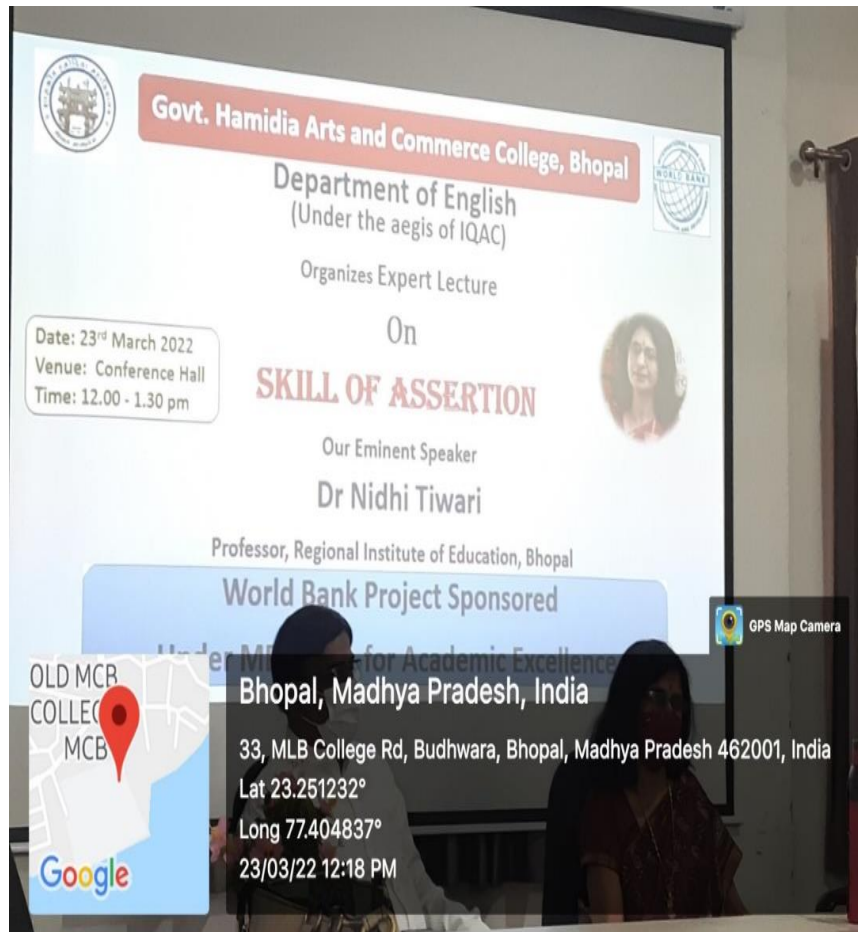 Govt. Hamidia Arts and Commerce College, Bhopal
WORLD BANK
Department of English
(Under the aegis of IQAC)
Organizes Expert Lecture
On
Date: 23rd March 2022
Venue: Conference Hall
Time: 12.00 - 1.30 pm
SKILL OF ASSERTION
Our Eminent Speaker
Dr Nidhi Tiwari
Professor, Regional Institute of Education, Bhopal
World Bank Project Sponsored
Under for Academic Excellence
GPS Map Camera
OLD MCB
COLLEG
MCB
Google
Bhopal, Madhya Pradesh, India
33, MLB College Rd, Budhwara, Bhopal, Madhya Pradesh 462001, India
Lat 23.251232°
Long 77.404837°
23/03/22 12:18 PM